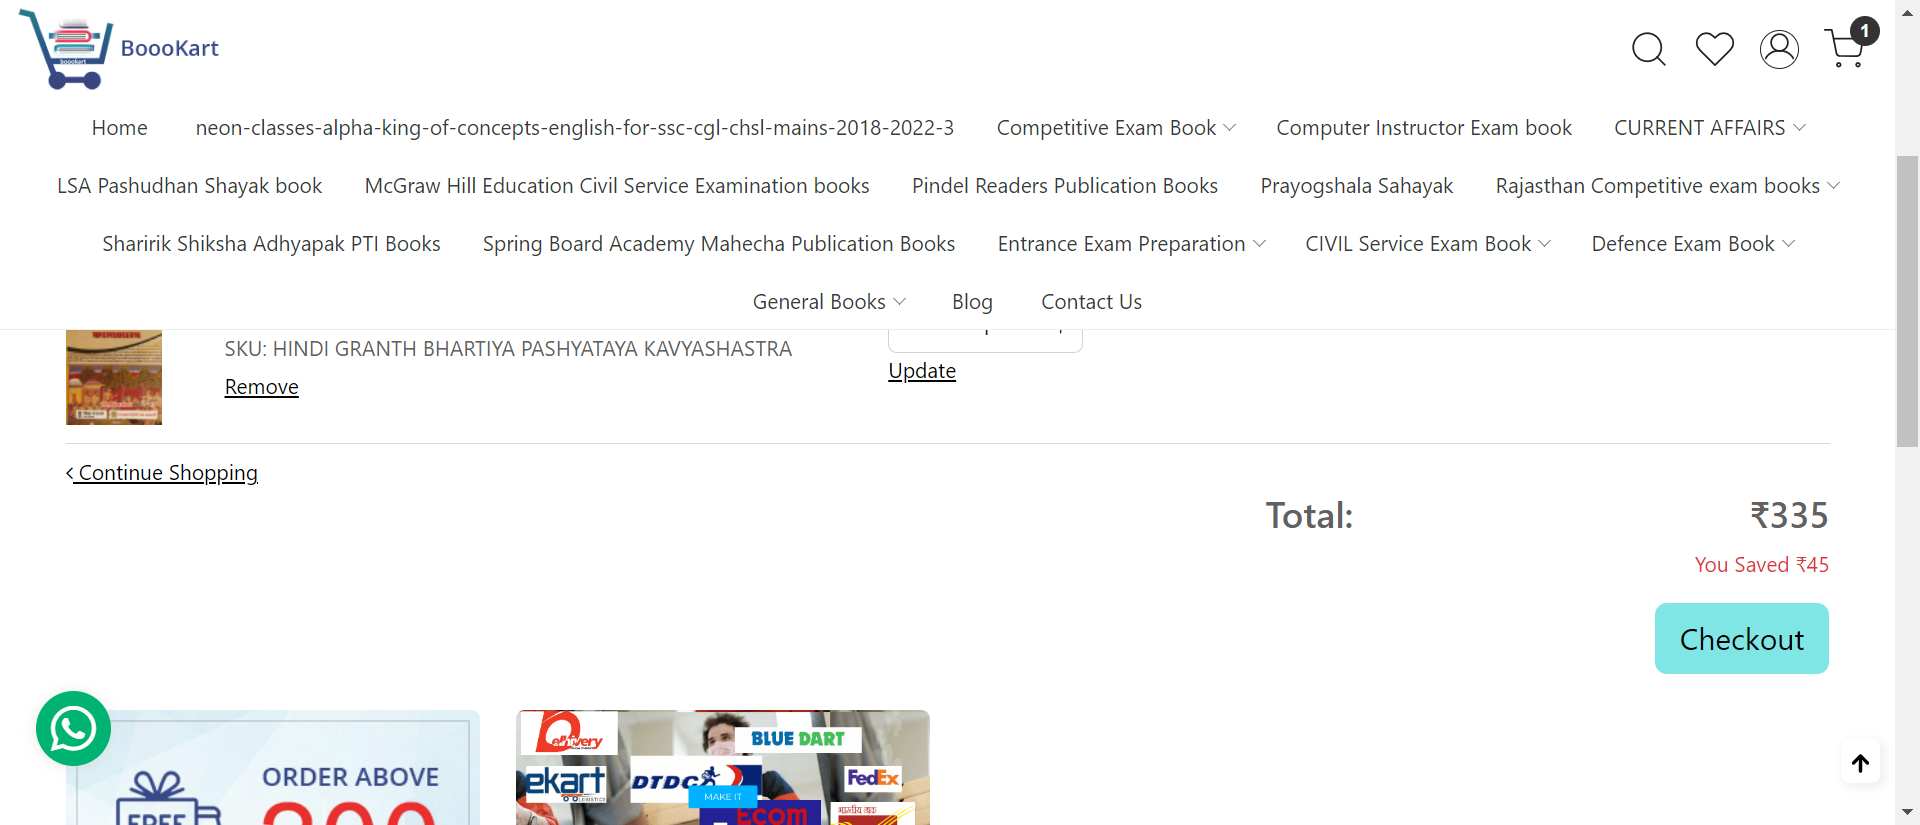 boookart
BoooKart
1
Home neon-classes-alpha-king-of-concepts-english-for-ssc-cgl-chsl-mains-2018-2022-3 Competitive Exam Book Computer Instructor Exam book CURRENT AFFAIRS
LSA Pashudhan Shayak book McGraw Hill Education Civil Service Examination books Pindel Readers Publication Books Prayogshala Sahayak Rajasthan Competitive exam books
Sharirik Shiksha Adhyapak PTI Books Spring Board Academy Mahecha Publication Books Entrance Exam Preparation CIVIL Service Exam Book Defence Exam Book
General Books Blog Contact Us
SKU: HINDI GRANTH BHARTIYA PASHYATAYA KAVYASHASTRA
Update
Remove
Continue Shopping
Total: ₹335
You Saved ₹45
Checkout
Delhivery
BLUE DART
ORDER ABOVE
ekart
LOGISTICS
DTDC
FedEx
MAKE IT
Ecom
भारतीय डाक
FREE